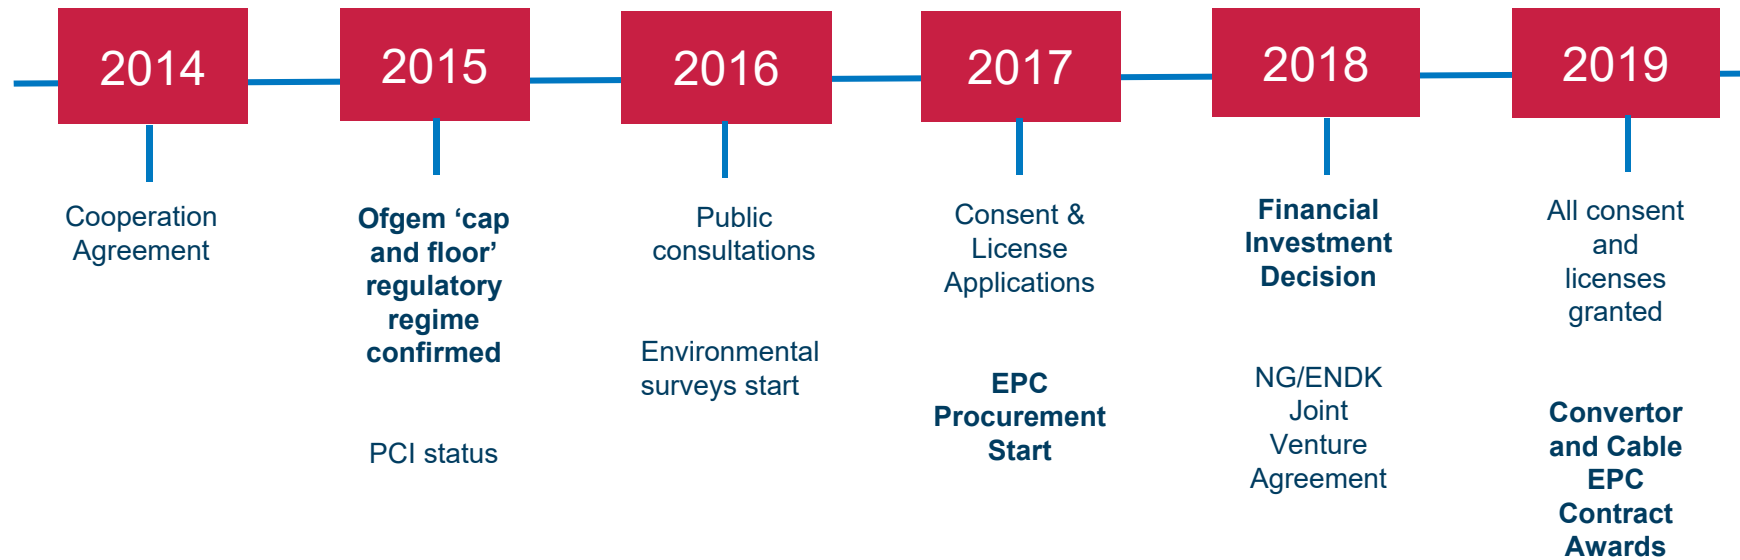 2014
2015
2016
2017
2018
2019
Cooperation
Agreement
Ofgem ‘cap
and floor’
regulatory
regime
confirmed
PCI status
Public
consultations
Environmental
surveys start
Consent &
License
Applications
EPC
Procurement
Start
Financial
Investment
Decision
NG/ENDK
Joint
Venture
Agreement
All consent
and
licenses
granted
Convertor
and Cable
EPC
Contract
Awards